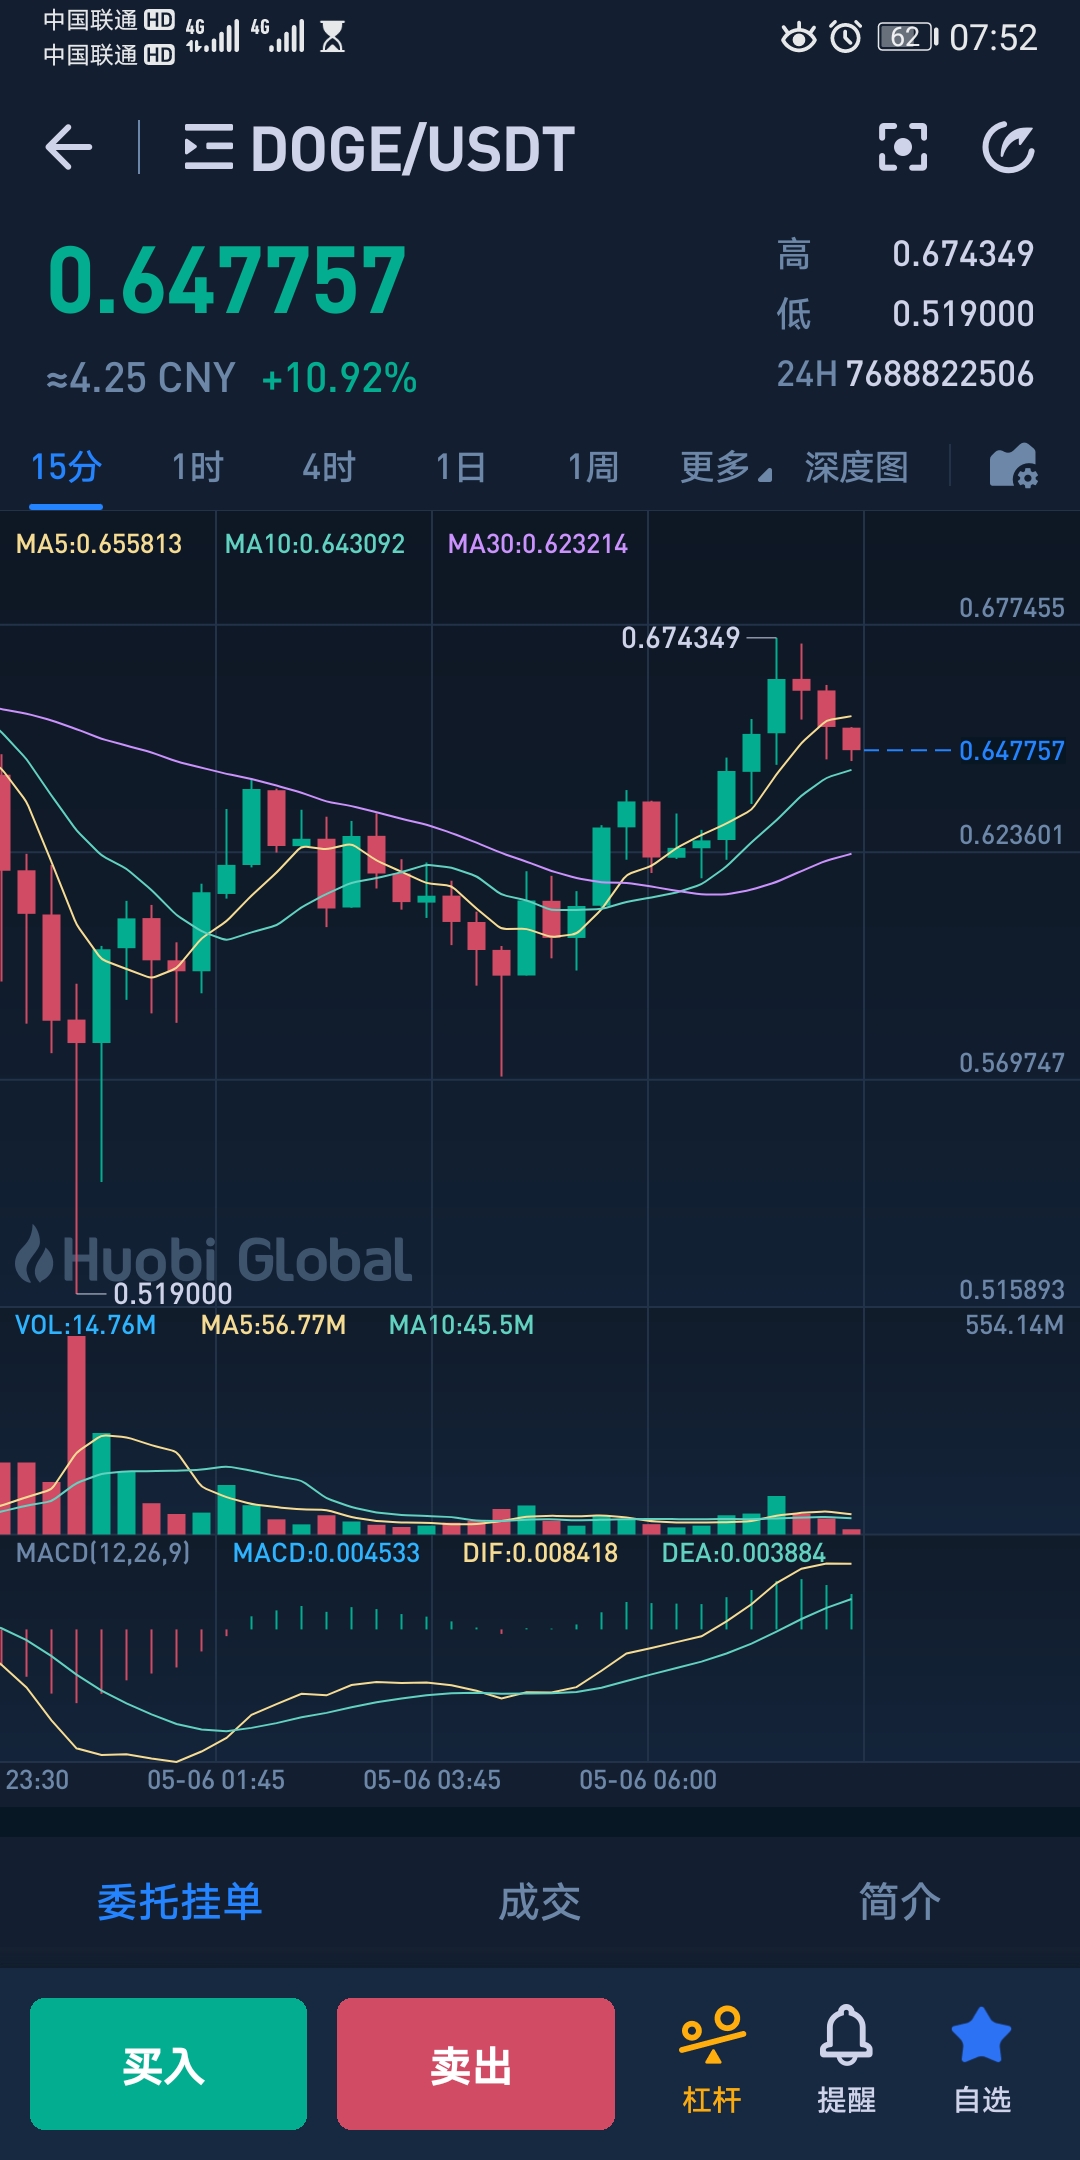 中国联通 HD 4G 4G
中国联通 HD
62 07:52
DOGE/USDT
0.647757
≈4.25 CNY +10.92%
高 0.674349
低 0.519000
24H 7688822506
15分 1时 4时 1日 1周 更多 深度图
MA5:0.655813 MA10:0.643092 MA30:0.623214
0.677455
0.674349
0.647757
0.623601
0.569747
Huobi Global
0.519000
0.515893
VOL:14.76M MA5:56.77M MA10:45.5M 554.14M
MACD(12,26,9) MACD:0.004533 DIF:0.008418 DEA:0.003884
23:30 05-06 01:45 05-06 03:45 05-06 06:00
委托挂单 成交 简介
买入 卖出 杠杆 提醒 自选